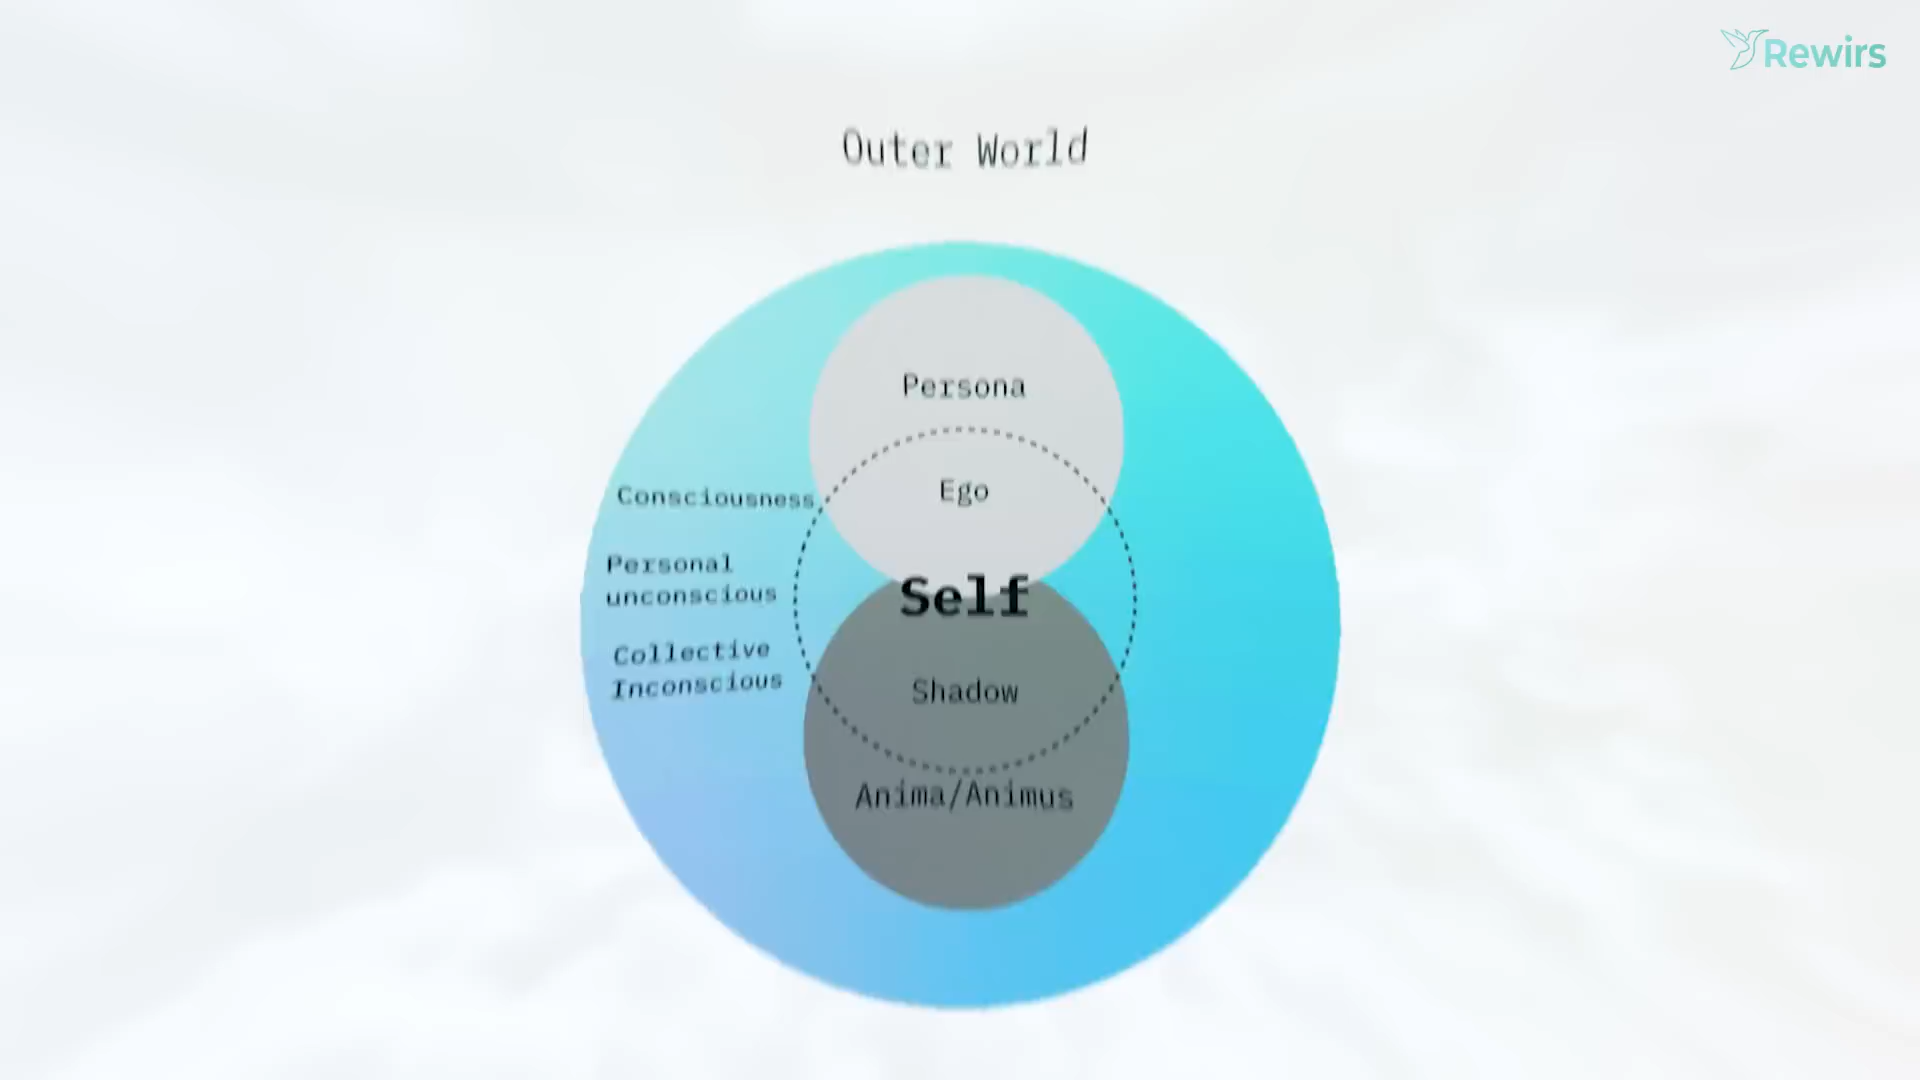 Rewirs
Outer World
Persona
Ego
Consciousness
Personal
unconscious
Self
Collective
Inconscious
Shadow
Anima/Animus